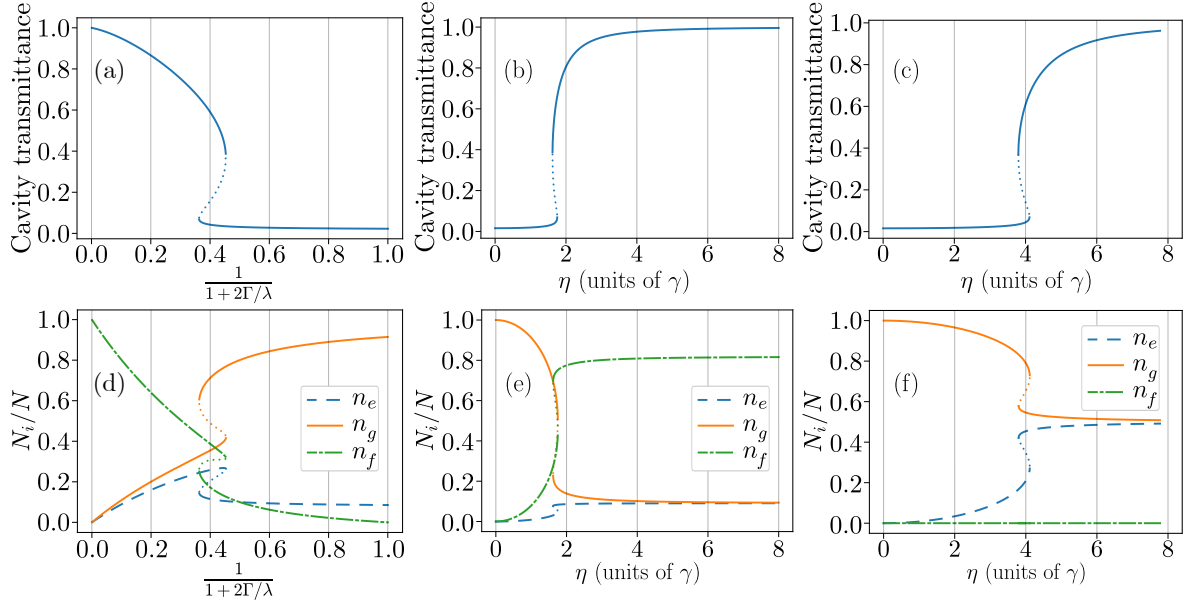 Cavity transmittance
1.0
0.8
0.6
0.4
0.2
0.0
(a)
0.0 0.2 0.4 0.6 0.8 1.0
1/(1+2Γ/λ)
Cavity transmittance
1.0
0.8
0.6
0.4
0.2
0.0
(b)
0 2 4 6 8
η (units of γ)
Cavity transmittance
1.0
0.8
0.6
0.4
0.2
0.0
(c)
0 2 4 6 8
η (units of γ)
N_i/N
1.0
0.8
0.6
0.4
0.2
0.0
(d)
n_e
n_g
n_f
0.0 0.2 0.4 0.6 0.8 1.0
1/(1+2Γ/λ)
N_i/N
1.0
0.8
0.6
0.4
0.2
0.0
(e)
n_e
n_g
n_f
0 2 4 6 8
η (units of γ)
N_i/N
1.0
0.8
0.6
0.4
0.2
0.0
(f)
n_e
n_g
n_f
0 2 4 6 8
η (units of γ)